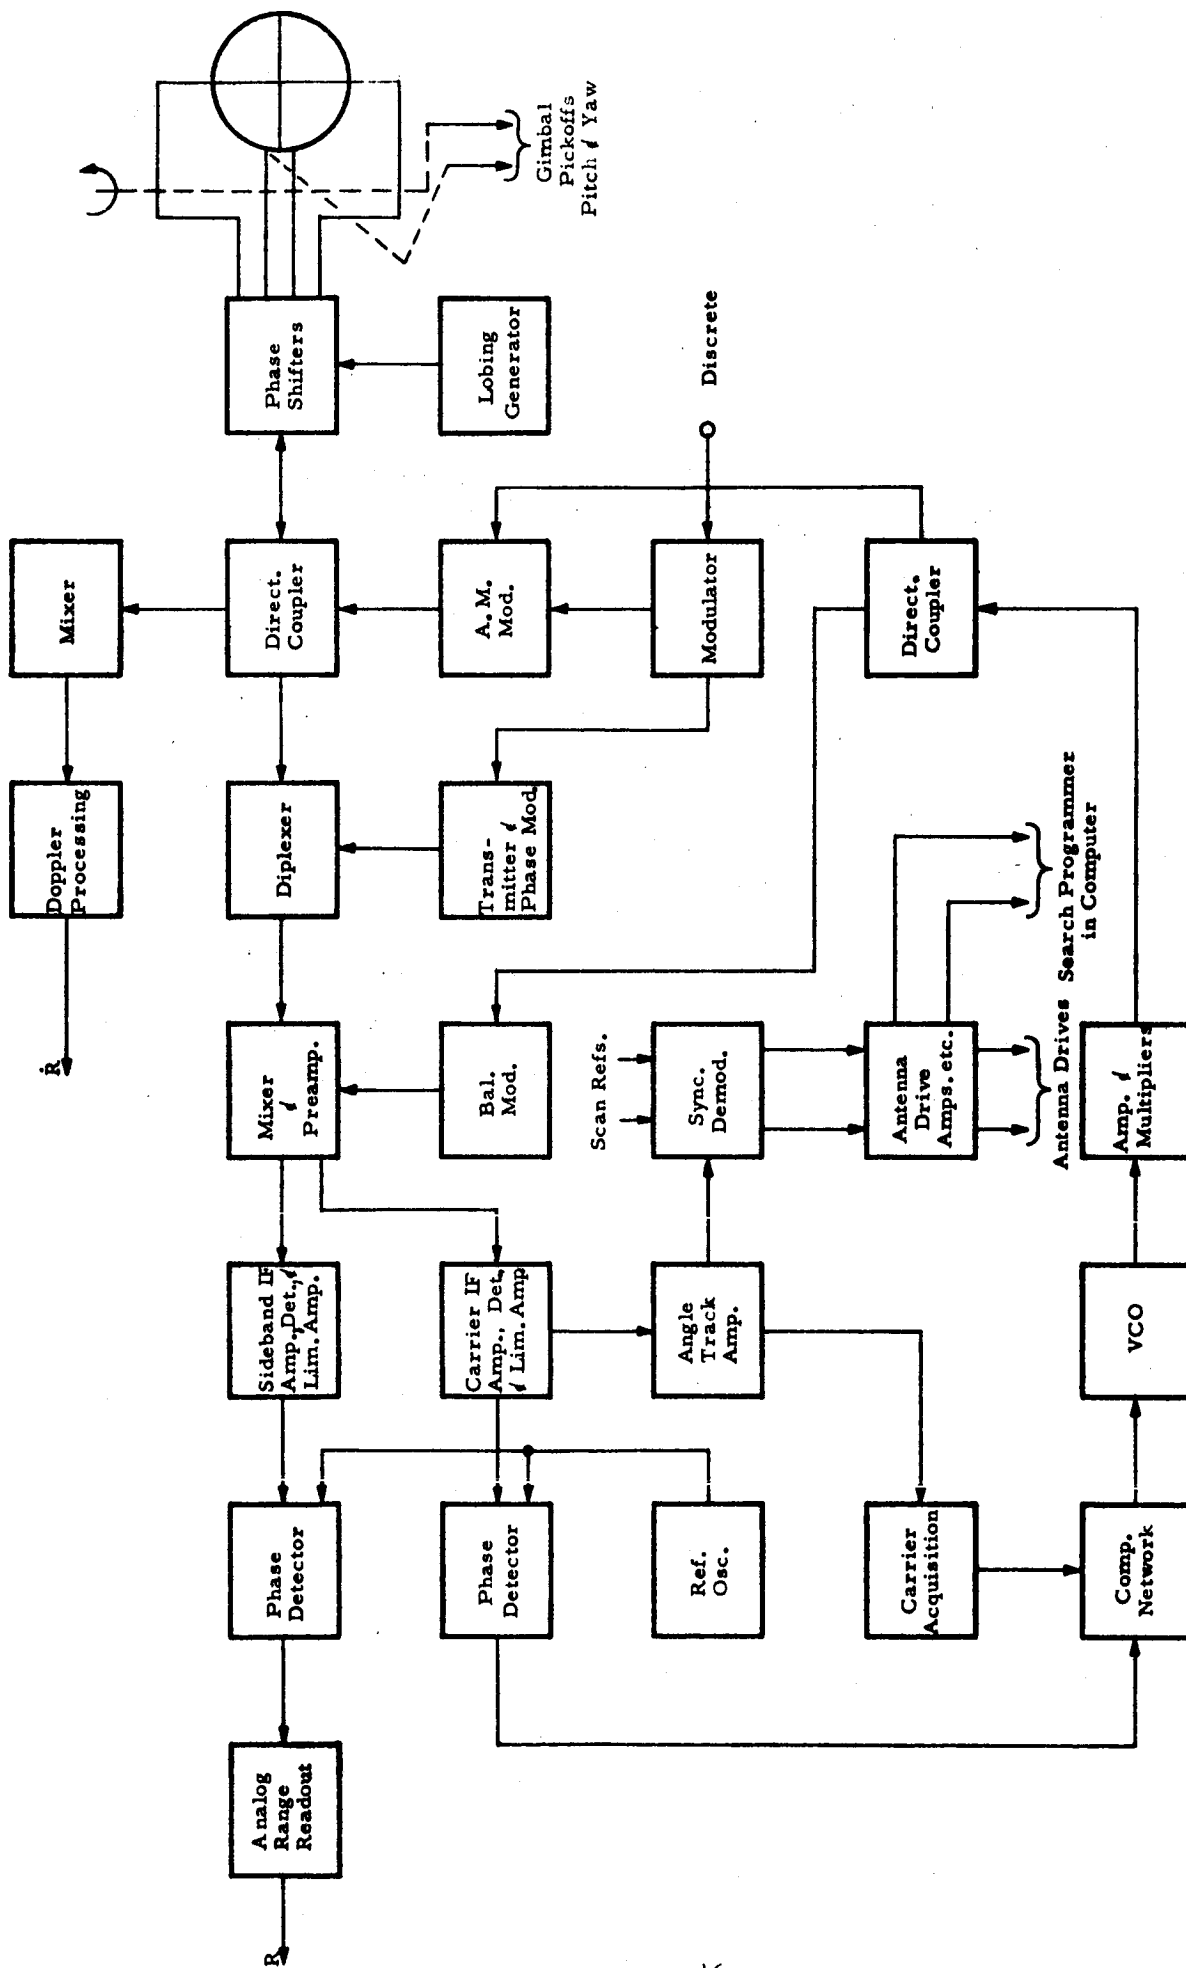 Ṙ
Doppler
Processing
Mixer
R
Analog
Range
Readout
Phase
Detector
Sideband IF
Amp., Det., &
Lim. Amp.
Mixer
&
Preamp.
Diplexer
Direct.
Coupler
Phase
Shifters
Phase
Detector
Carrier IF
Amp., Det,
& Lim. Amp
Bal.
Mod.
Trans-
mitter &
Phase Mod.
A. M.
Mod.
Lobing
Generator
Gimbal
Pickoffs
Pitch & Yaw
Ref.
Osc.
Angle
Track
Amp.
Scan Refs.
Sync.
Demod.
Modulator
Discrete
Carrier
Acquisition
Antenna
Drive
Amps. etc.
Direct.
Coupler
Antenna Drives
Search Programmer
in Computer
Comp.
Network
VCO
Amp. &
Multipliers